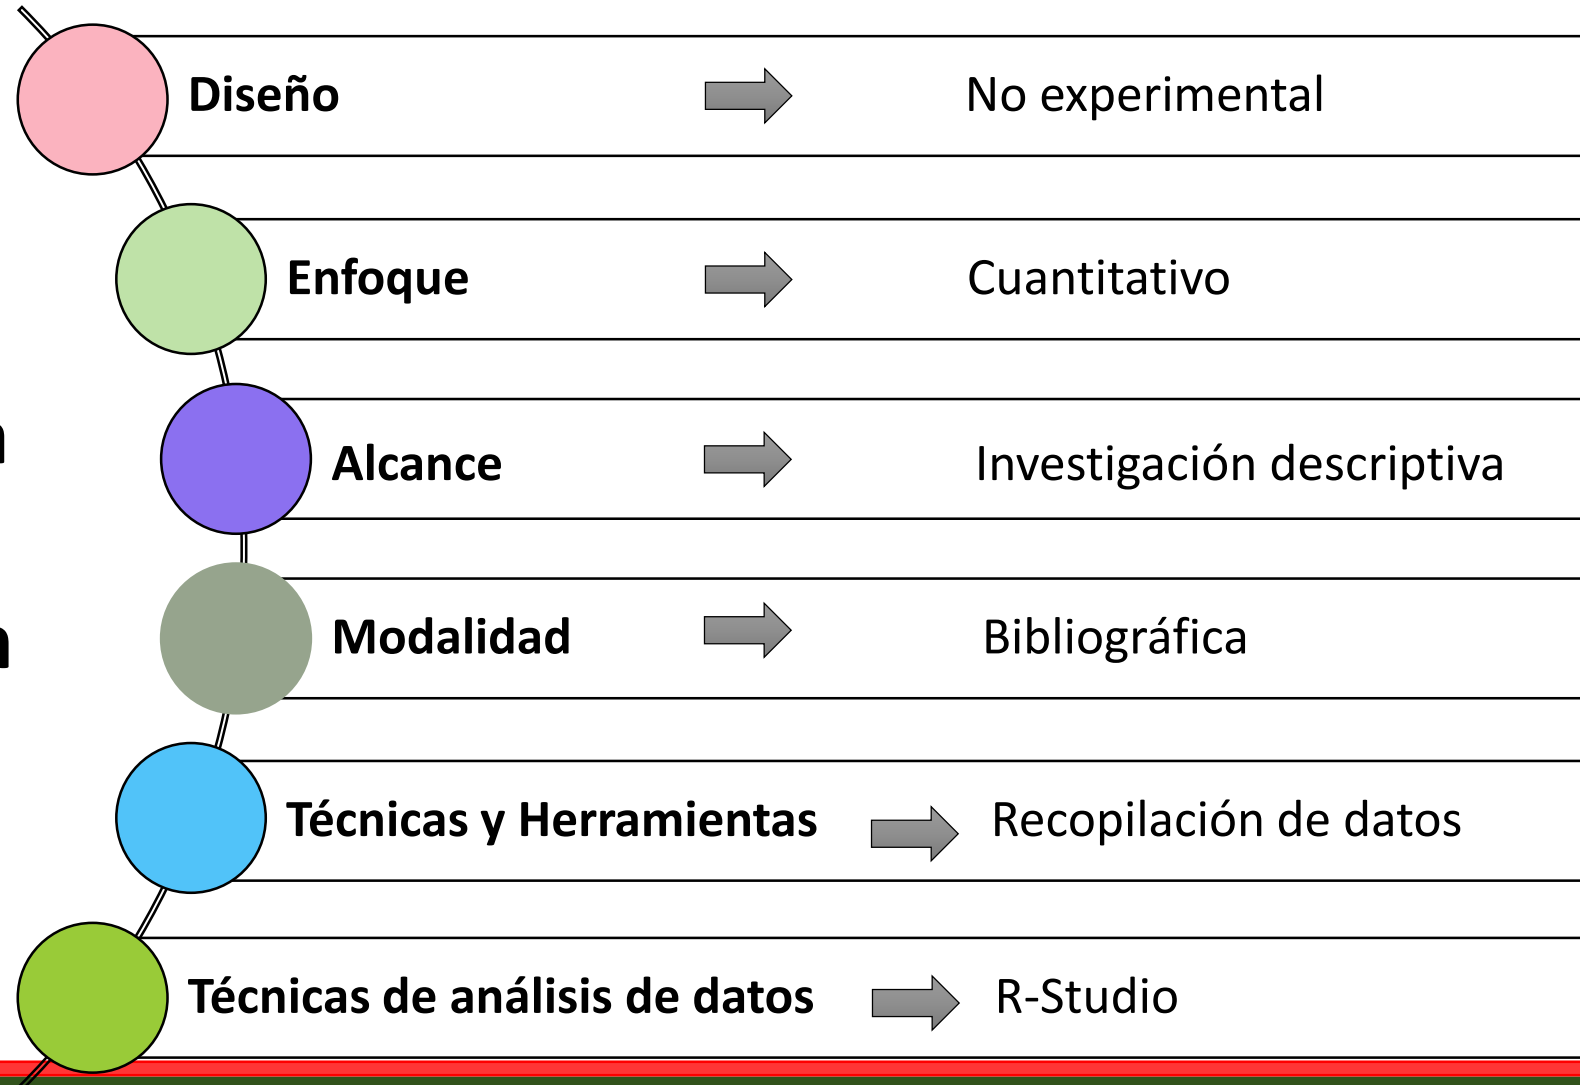 Diseño
No experimental
Enfoque
Cuantitativo
Alcance
Investigación descriptiva
Modalidad
Bibliográfica
Técnicas y Herramientas
Recopilación de datos
Técnicas de análisis de datos
R-Studio